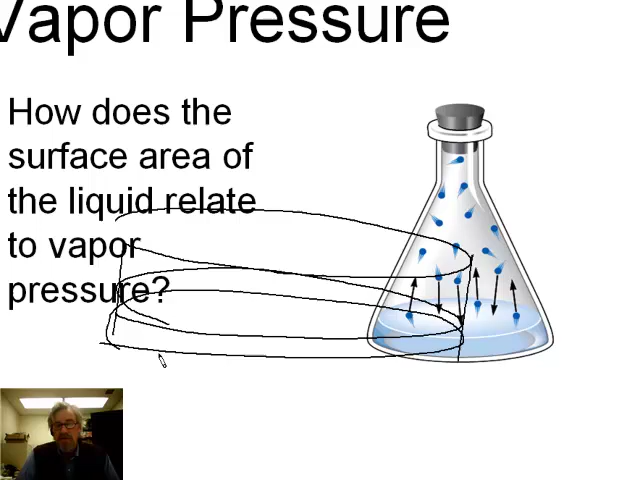 Vapor Pressure
How does the
surface area of
the liquid relate
to vapor
pressure?